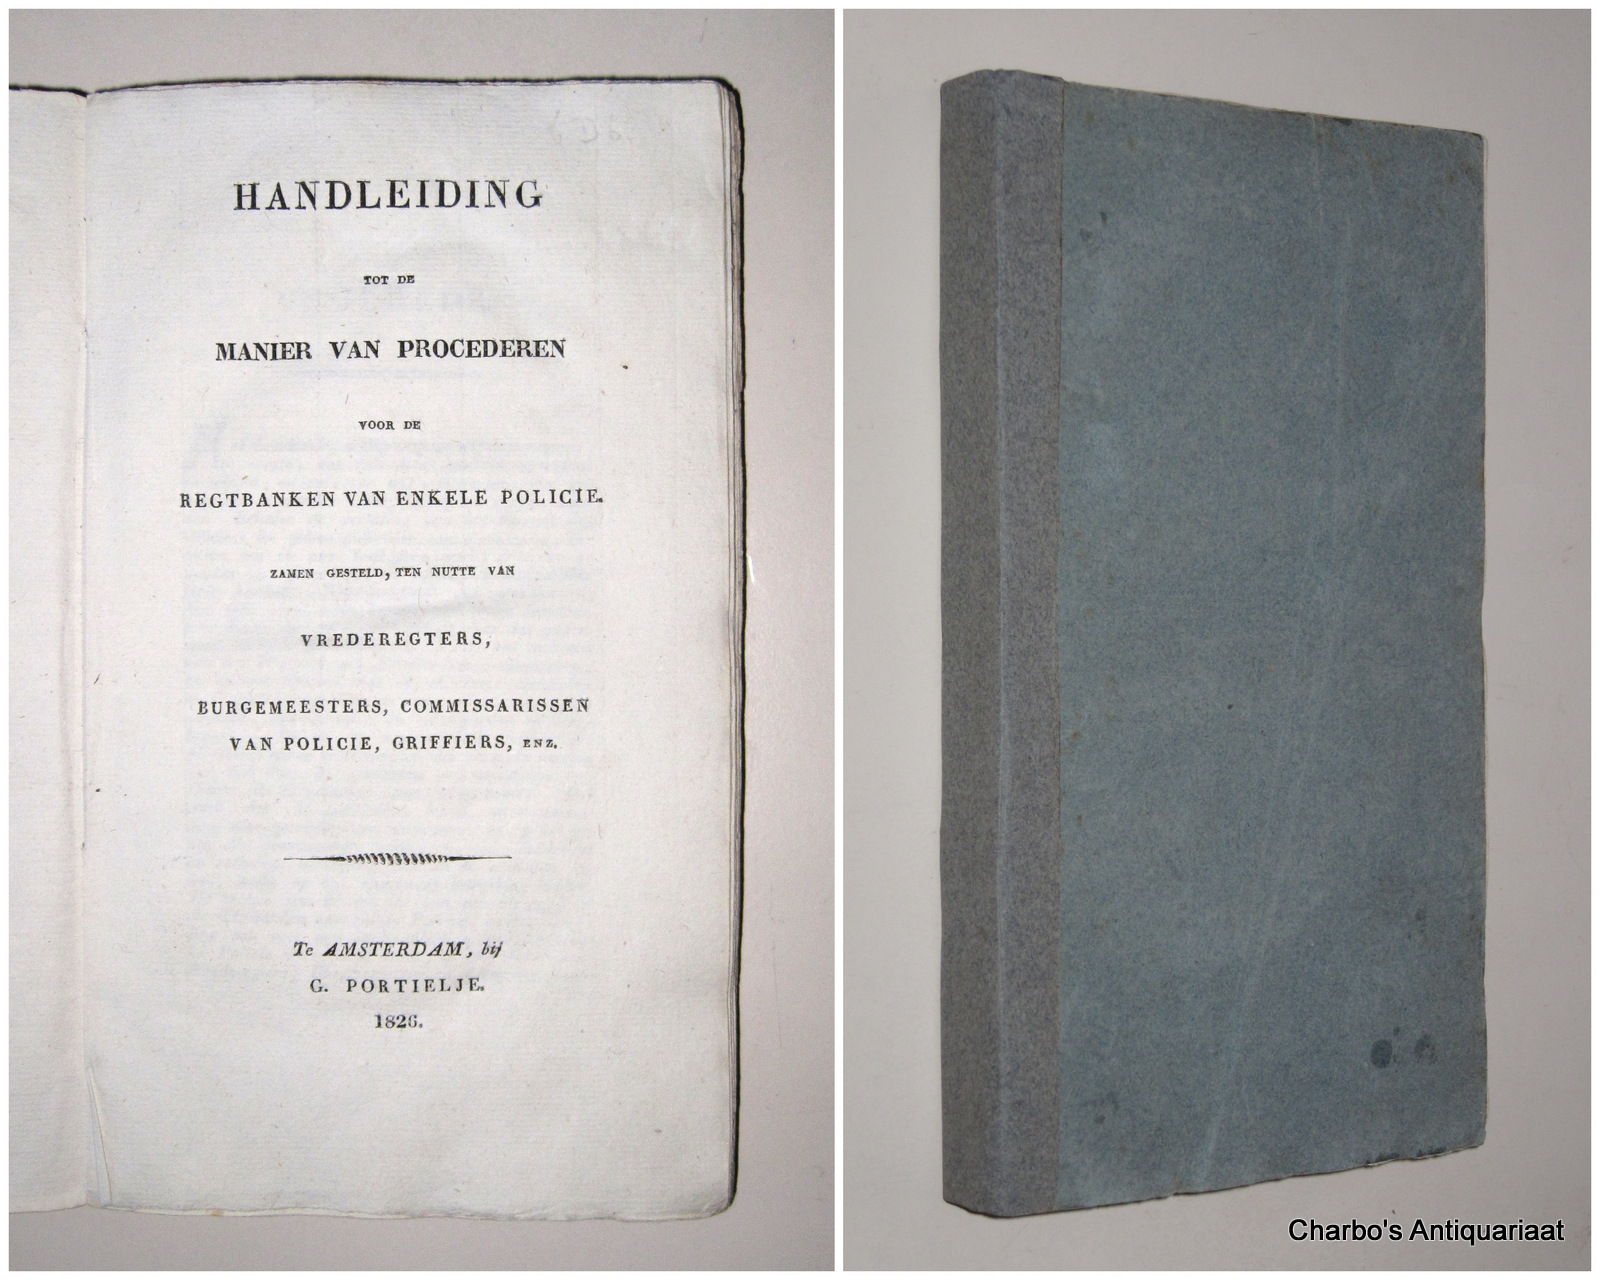 HANDLEIDING
TOT DE
MANIER VAN PROCEDEREN
VOOR DE
REGTBANKEN VAN ENKELE POLICIE.
ZAMEN GESTELD, TEN NUTTE VAN
VREDEREGTERS,
BURGEMEESTERS, COMMISSARISSEN
VAN POLICIE, GRIFFIERS, ENZ.
Te AMSTERDAM, bij
G. PORTIELJE.
1826.
Charbo's Antiquariaat